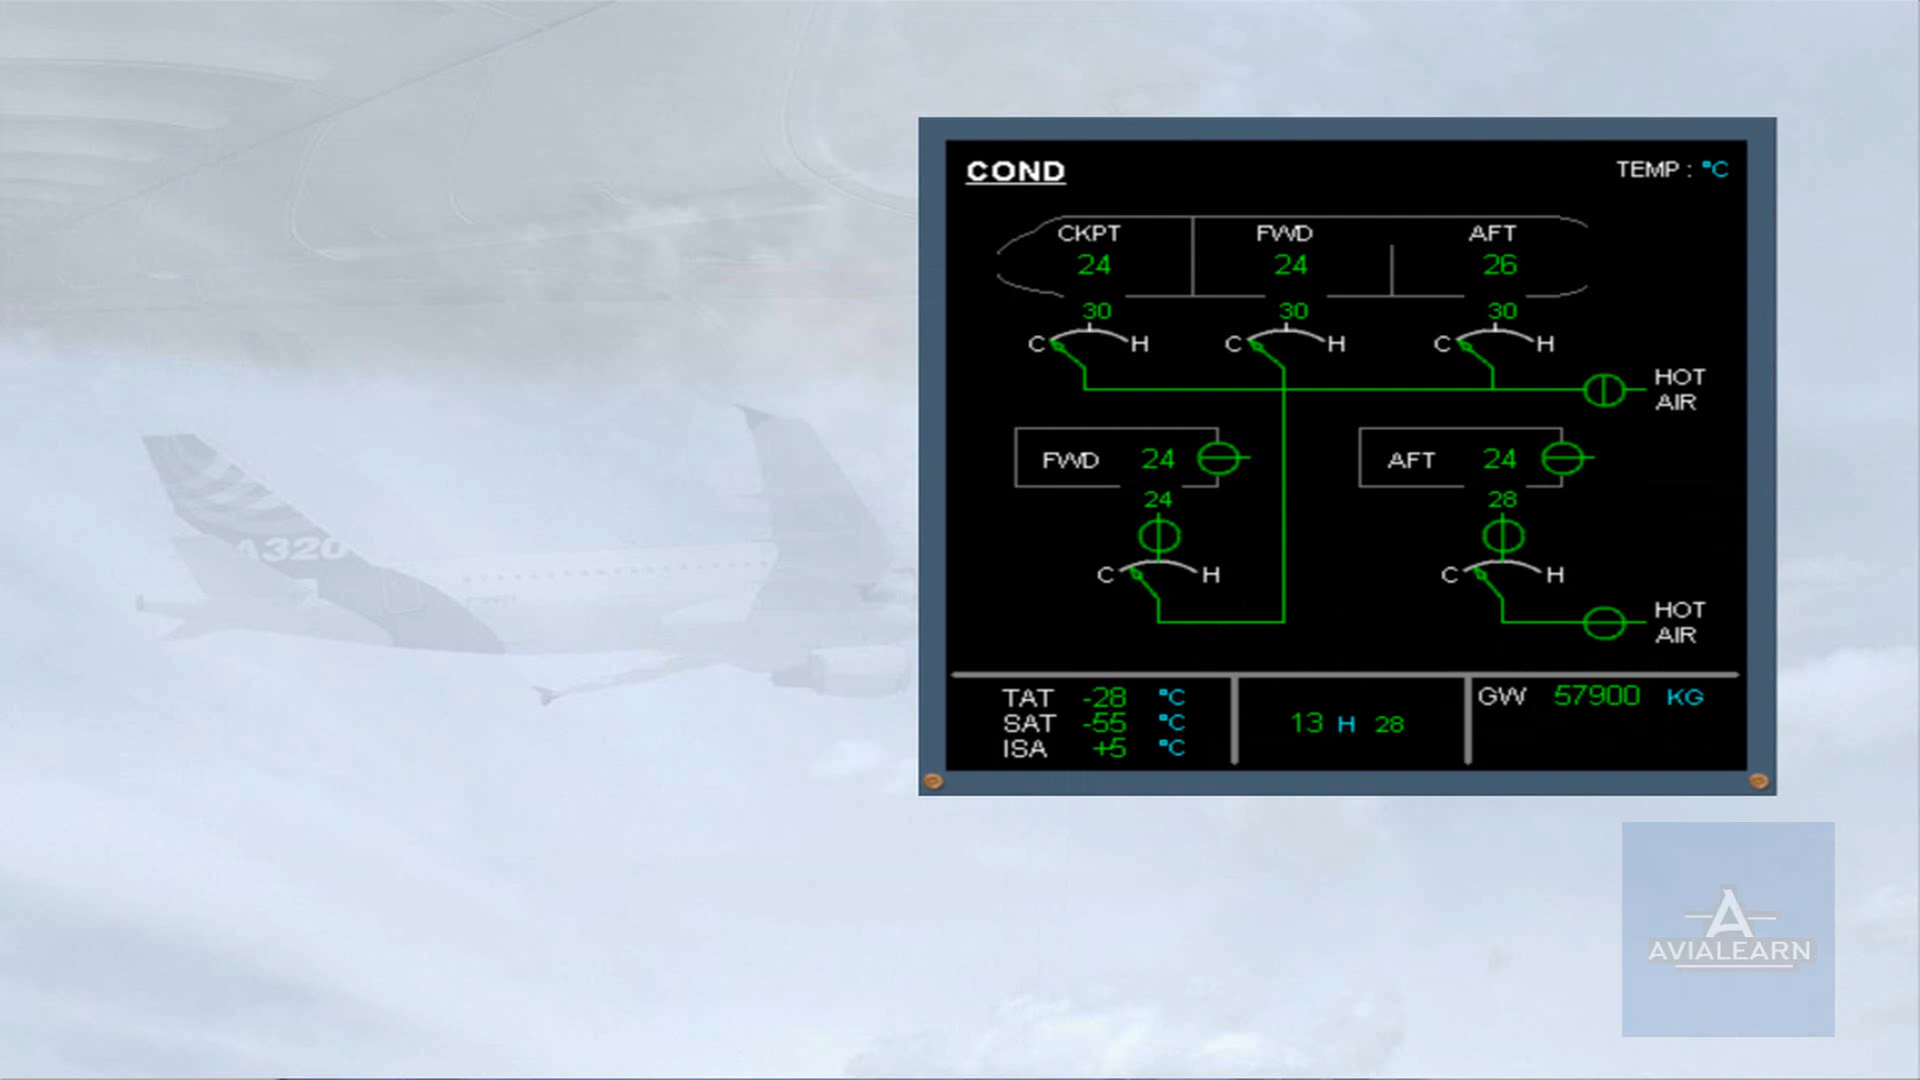 COND
TEMP : °C
CKPT FWD AFT
24 24 26
30 30 30
C H C H C H
HOT
AIR
FWD 24 AFT 24
24 28
C H C H
HOT
AIR
A320
TAT -28 °C
SAT -55 °C
ISA +5 °C
13 H 28
GW 57900 KG
A
AVIALEARN